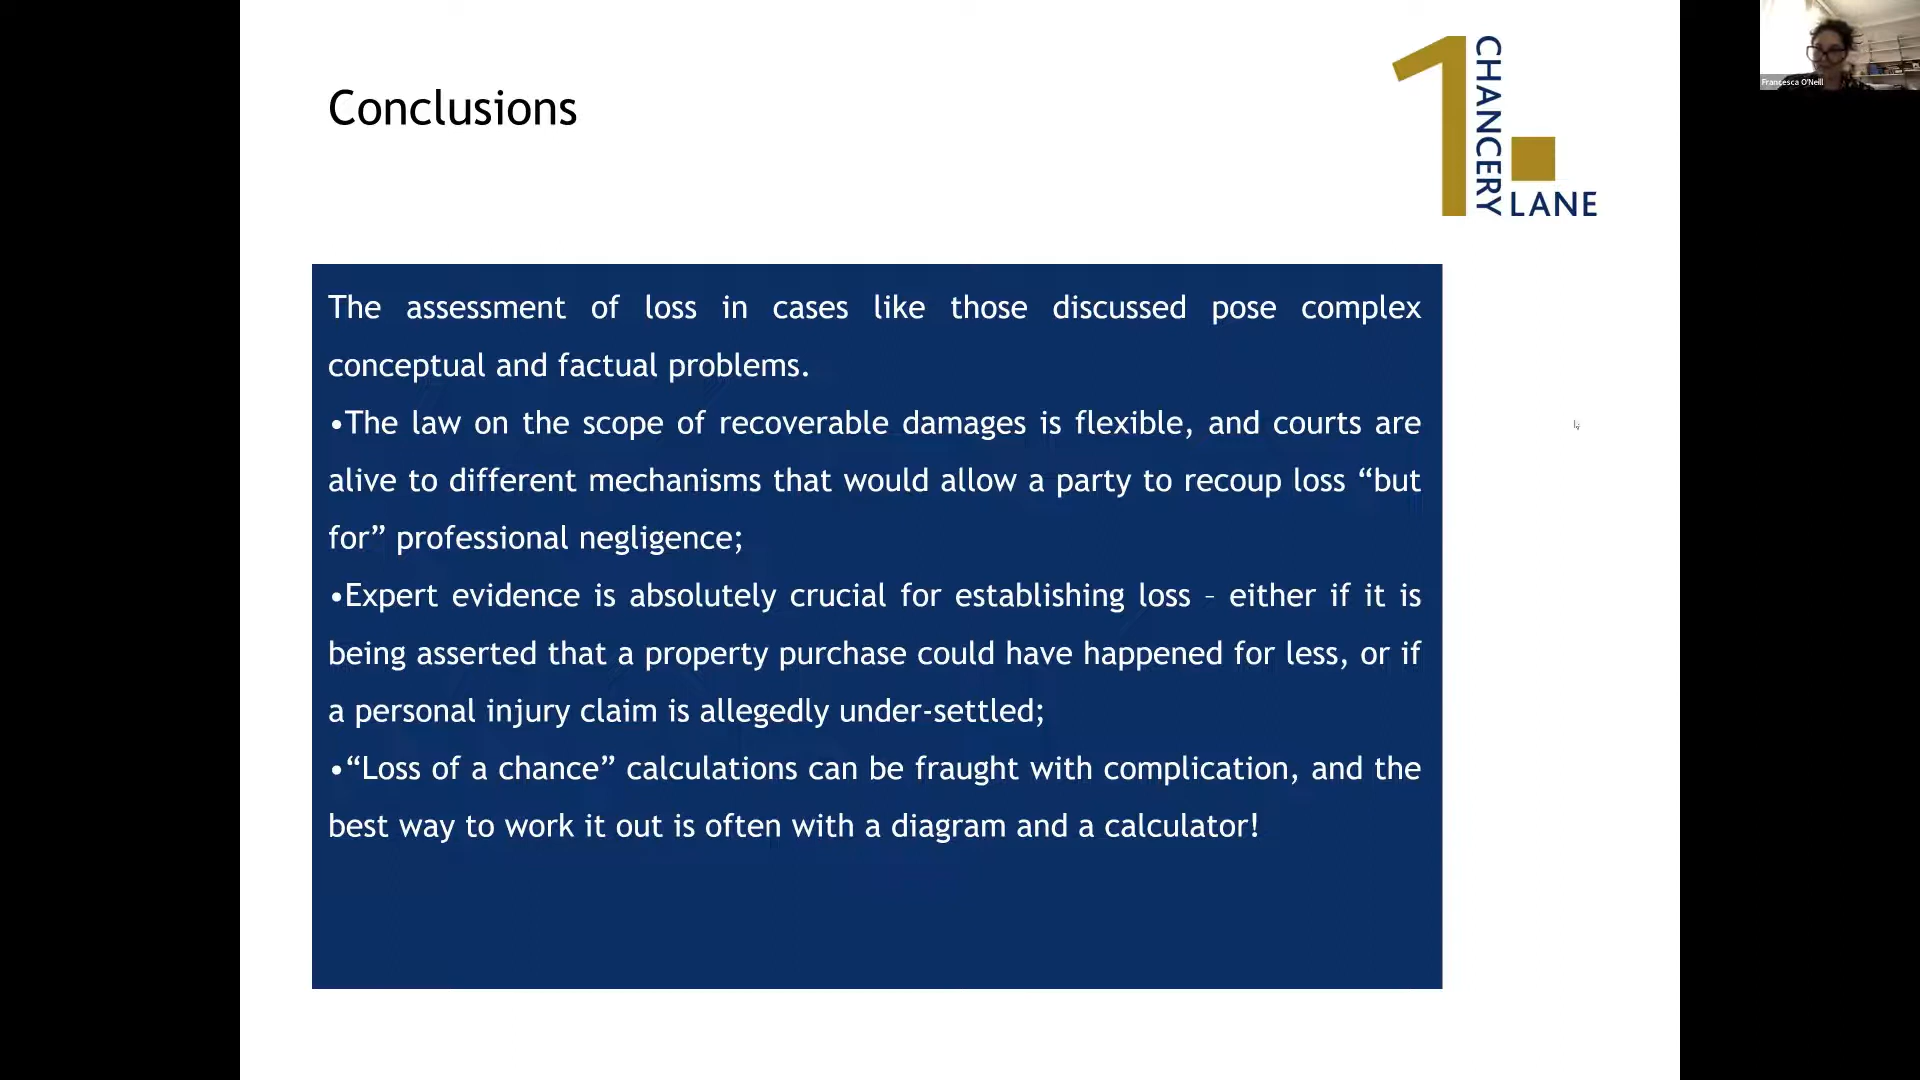 Conclusions
1 CHANCERY LANE
Francesca O'Neill
The assessment of loss in cases like those discussed pose complex
conceptual and factual problems.
•The law on the scope of recoverable damages is flexible, and courts are
alive to different mechanisms that would allow a party to recoup loss “but
for” professional negligence;
•Expert evidence is absolutely crucial for establishing loss – either if it is
being asserted that a property purchase could have happened for less, or if
a personal injury claim is allegedly under-settled;
•“Loss of a chance” calculations can be fraught with complication, and the
best way to work it out is often with a diagram and a calculator!